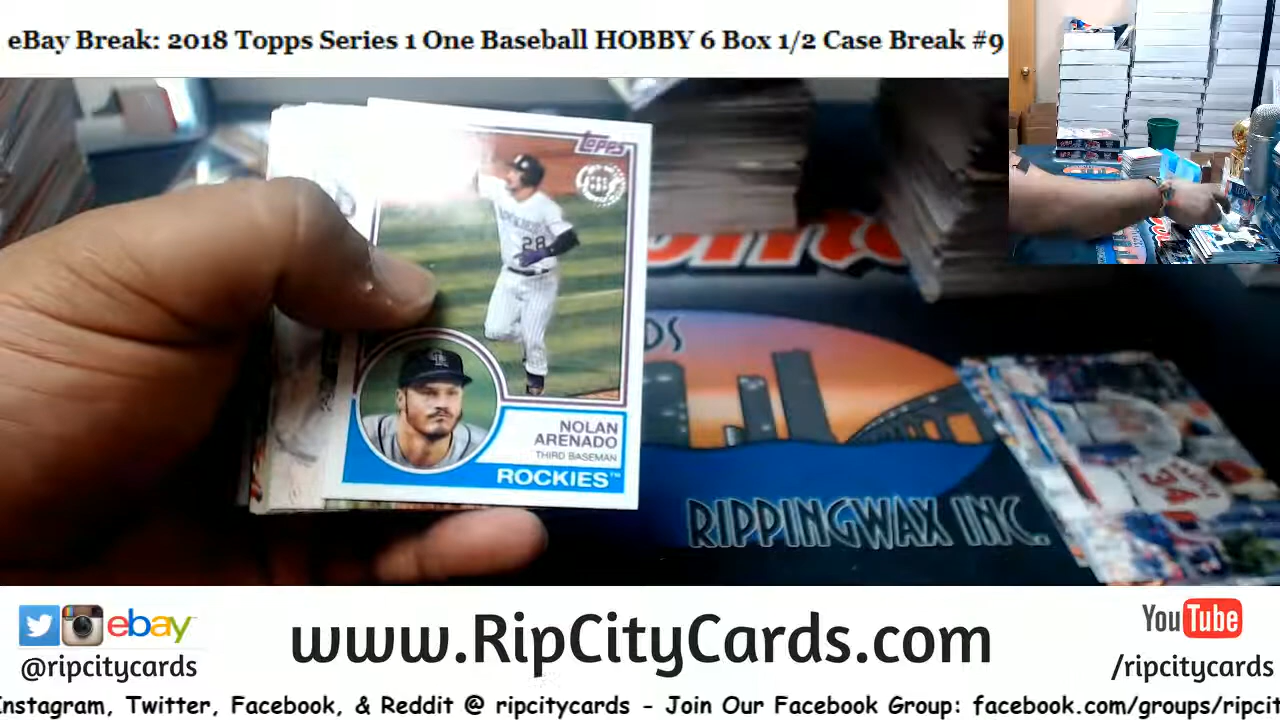 eBay Break: 2018 Topps Series 1 One Baseball HOBBY 6 Box 1/2 Case Break #9
Topps
28
NOLAN
ARENADO
THIRD BASEMAN
ROCKIES™
RIPPINGWAX INC.
ebay
www.RipCityCards.com
YouTube
@ripcitycards
/ripcitycards
Instagram, Twitter, Facebook, & Reddit @ ripcitycards - Join Our Facebook Group: facebook.com/groups/ripcit